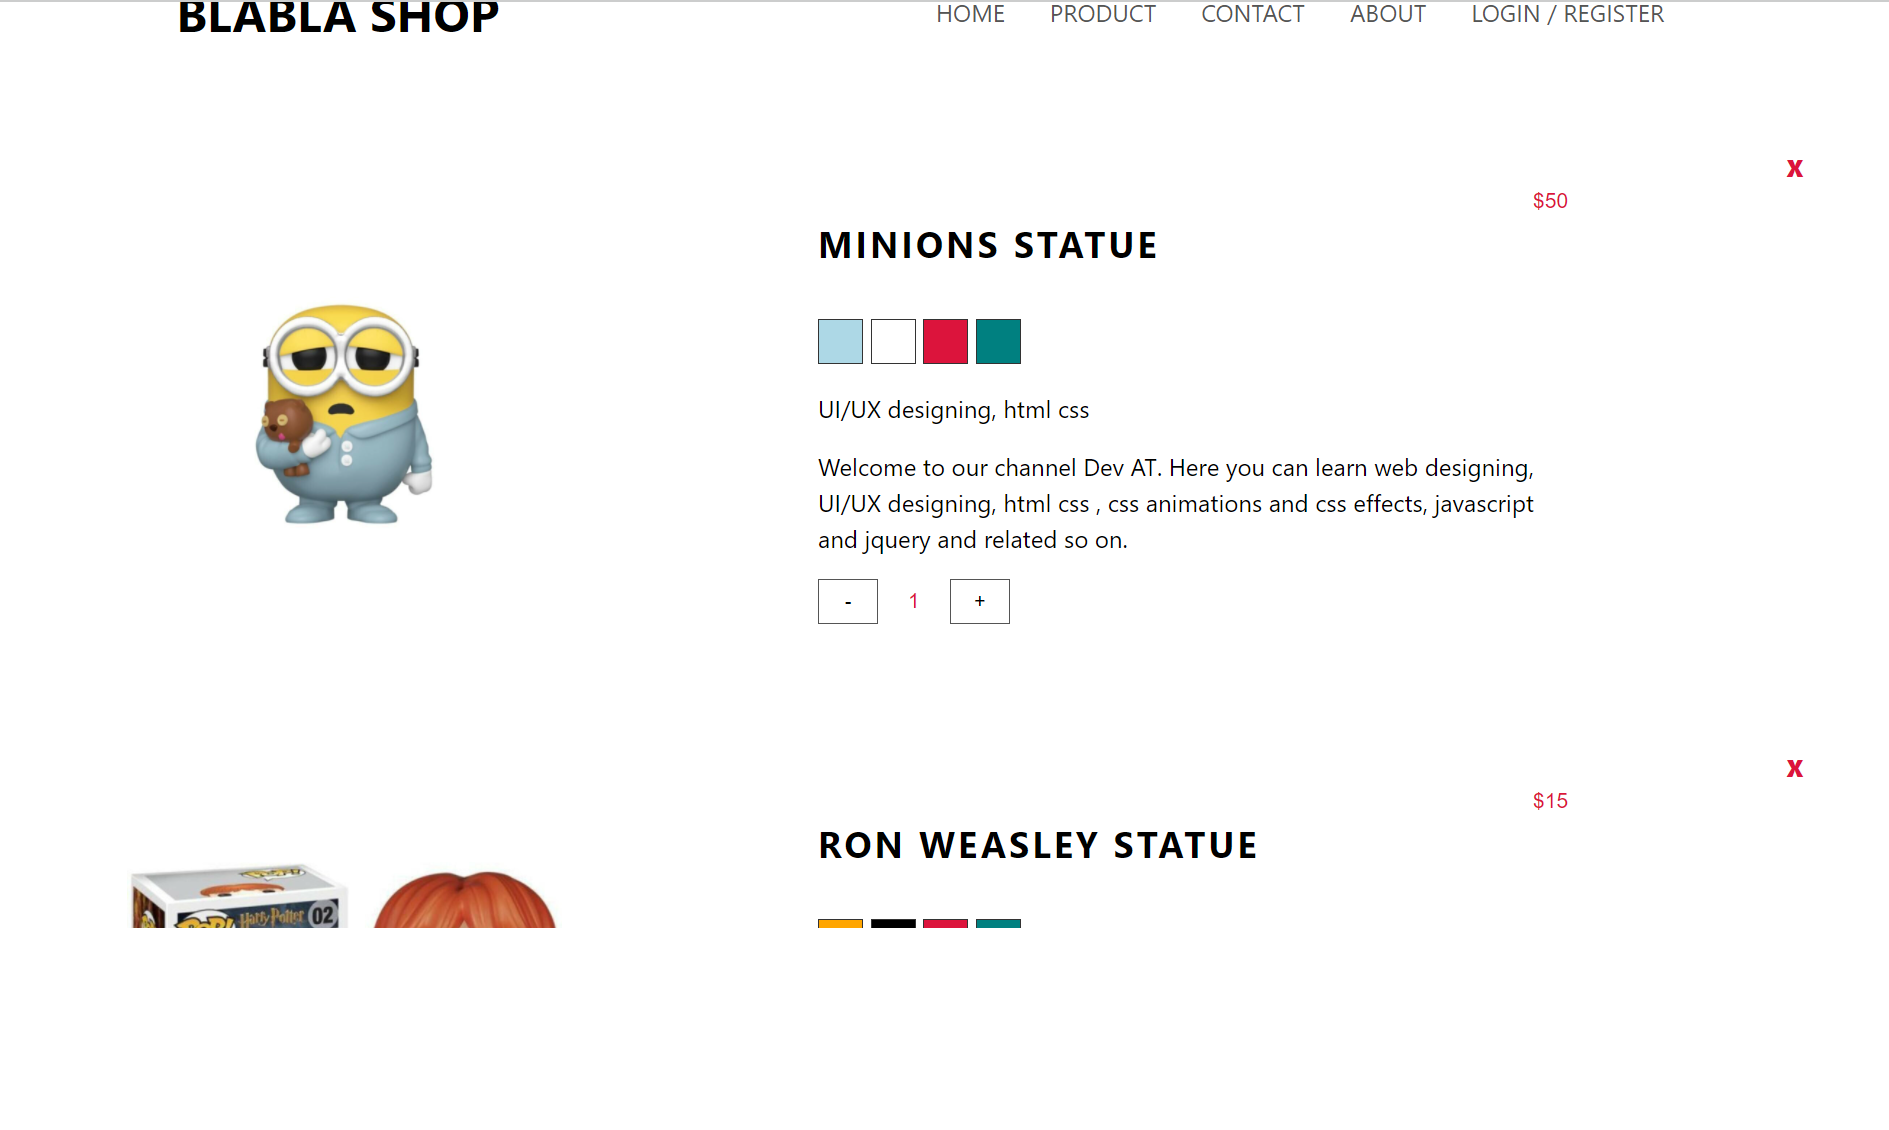 BLABLA SHOP
HOME PRODUCT CONTACT ABOUT LOGIN / REGISTER
X
$50
MINIONS STATUE
UI/UX designing, html css
Welcome to our channel Dev AT. Here you can learn web designing,
UI/UX designing, html css , css animations and css effects, javascript
and jquery and related so on.
- 1 +
X
$15
RON WEASLEY STATUE
POP!
Harry Potter 02
POP!